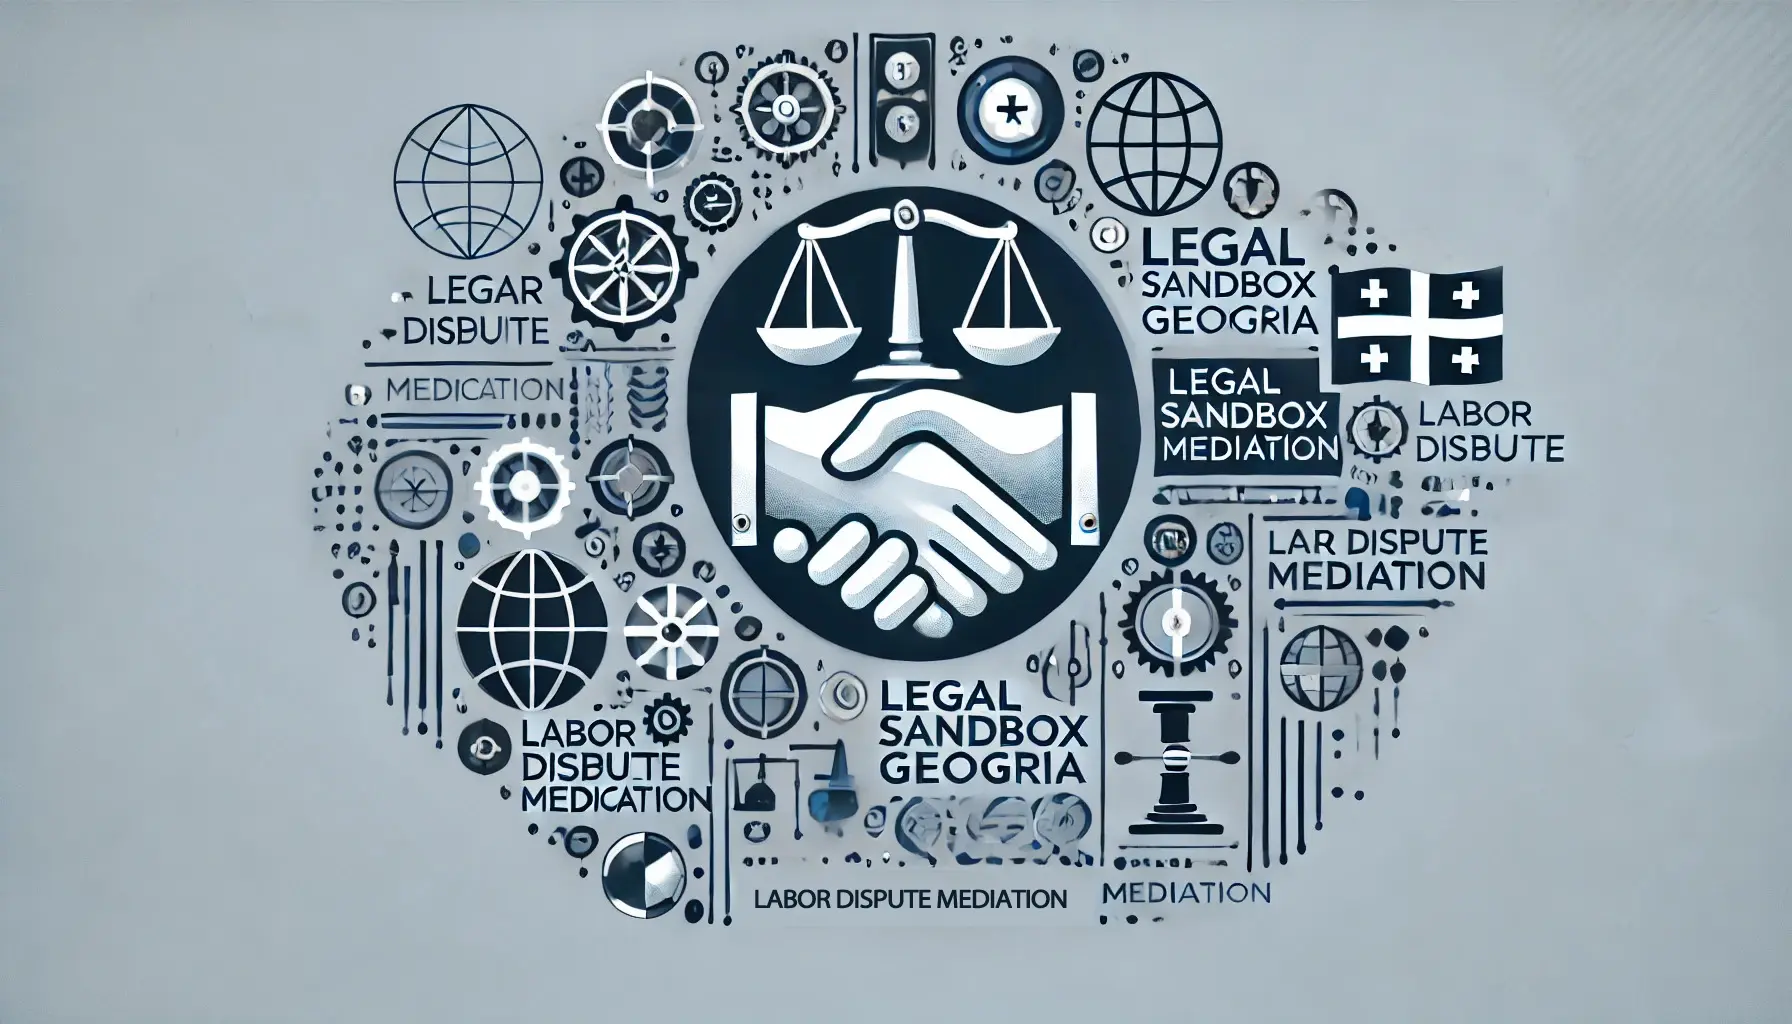 LEGAR
DISBUITE
MEDICATION
LEGAL
SANDBOX
GEOGRIA
LEGAL
SANDBOX
MEDIATION
LABOR
DISBUTE
LAR DISPUTE
MEDIATION
LABOR
DISBUTE
MEDICATION
LEGAL
SANDBOX
GEOGRIA
LABOR DISPUTE MEDIATION
MEDIATION